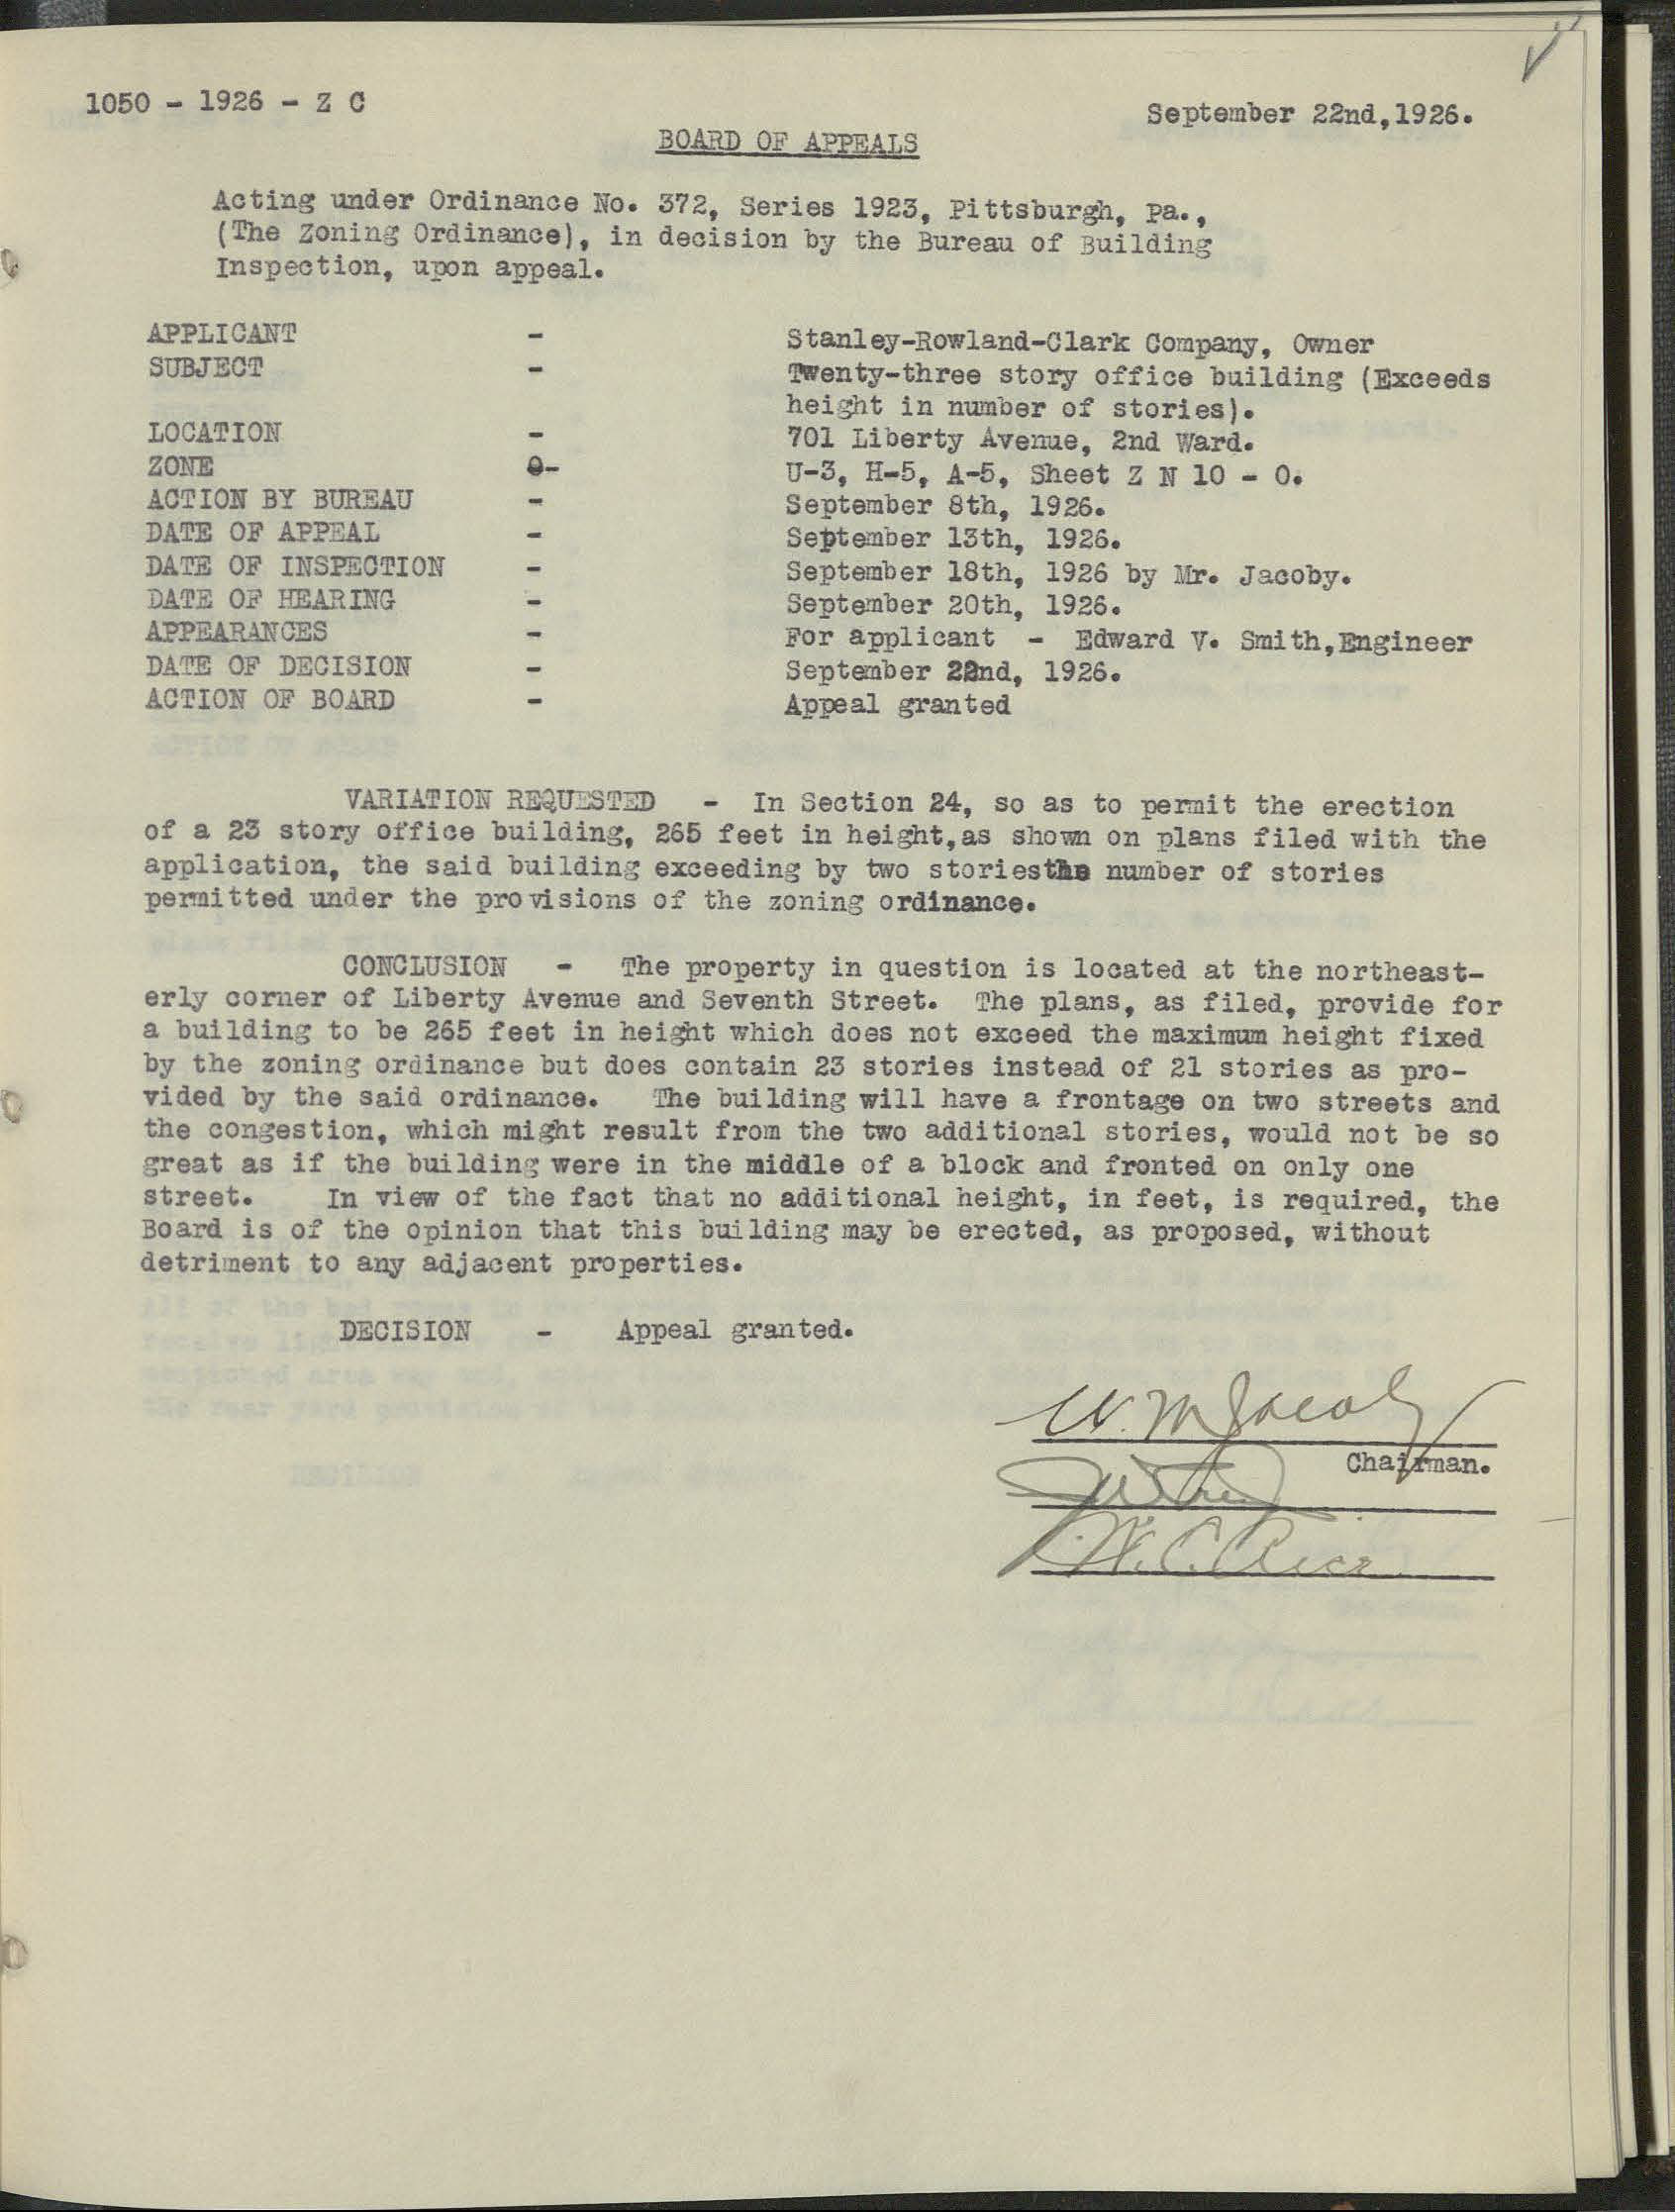 1050 - 1926 - Z C
September 22nd,1926.
BOARD OF APPEALS
Acting under Ordinance No. 372, Series 1923, Pittsburgh, Pa.,
(The Zoning Ordinance), in decision by the Bureau of Building
Inspection, upon appeal.
APPLICANT - Stanley-Rowland-Clark Company, Owner
SUBJECT - Twenty-three story office building (Exceeds
height in number of stories).
LOCATION - 701 Liberty Avenue, 2nd Ward.
ZONE - U-3, H-5, A-5, Sheet Z N 10 - 0.
ACTION BY BUREAU - September 8th, 1926.
DATE OF APPEAL - September 13th, 1926.
DATE OF INSPECTION - September 18th, 1926 by Mr. Jacoby.
DATE OF HEARING - September 20th, 1926.
APPEARANCES - For applicant - Edward V. Smith,Engineer
DATE OF DECISION - September 22nd, 1926.
ACTION OF BOARD - Appeal granted
VARIATION REQUESTED - In Section 24, so as to permit the erection
of a 23 story office building, 265 feet in height,as shown on plans filed with the
application, the said building exceeding by two storiesthe number of stories
permitted under the provisions of the zoning ordinance.
CONCLUSION - The property in question is located at the northeast-
erly corner of Liberty Avenue and Seventh Street. The plans, as filed, provide for
a building to be 265 feet in height which does not exceed the maximum height fixed
by the zoning ordinance but does contain 23 stories instead of 21 stories as pro-
vided by the said ordinance. The building will have a frontage on two streets and
the congestion, which might result from the two additional stories, would not be so
great as if the building were in the middle of a block and fronted on only one
street. In view of the fact that no additional height, in feet, is required, the
Board is of the opinion that this building may be erected, as proposed, without
detriment to any adjacent properties.
DECISION - Appeal granted.
W. M Jacoby
Chairman.
W. C. Rice